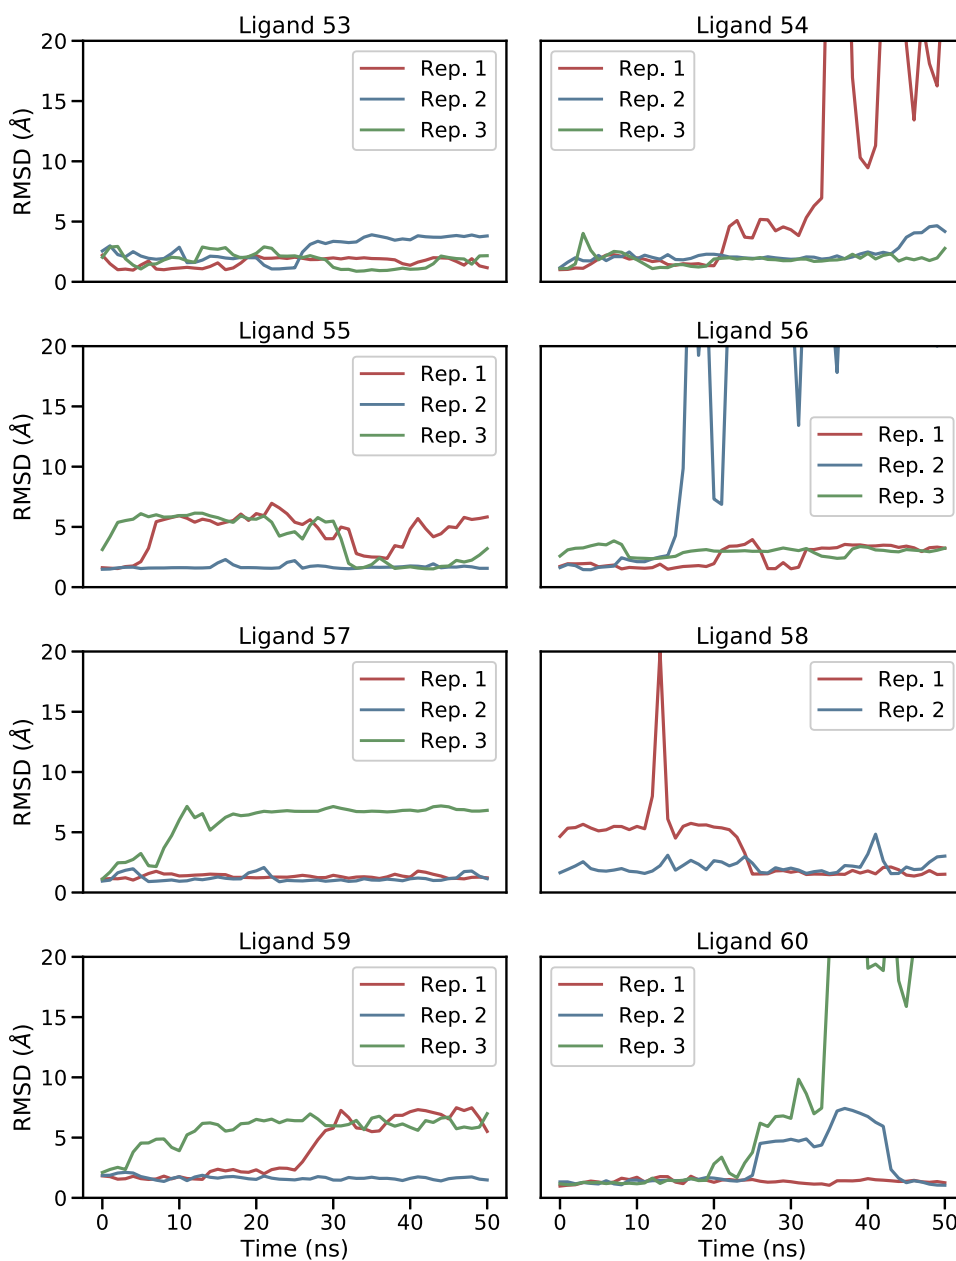 Ligand 53
20
15
10
5
0
RMSD (Å)
Rep. 1
Rep. 2
Rep. 3
Ligand 54
Rep. 1
Rep. 2
Rep. 3
Ligand 55
20
15
10
5
0
RMSD (Å)
Rep. 1
Rep. 2
Rep. 3
Ligand 56
Rep. 1
Rep. 2
Rep. 3
Ligand 57
20
15
10
5
0
RMSD (Å)
Rep. 1
Rep. 2
Rep. 3
Ligand 58
Rep. 1
Rep. 2
Ligand 59
20
15
10
5
0
RMSD (Å)
Rep. 1
Rep. 2
Rep. 3
0 10 20 30 40 50
Time (ns)
Ligand 60
Rep. 1
Rep. 2
Rep. 3
0 10 20 30 40 50
Time (ns)